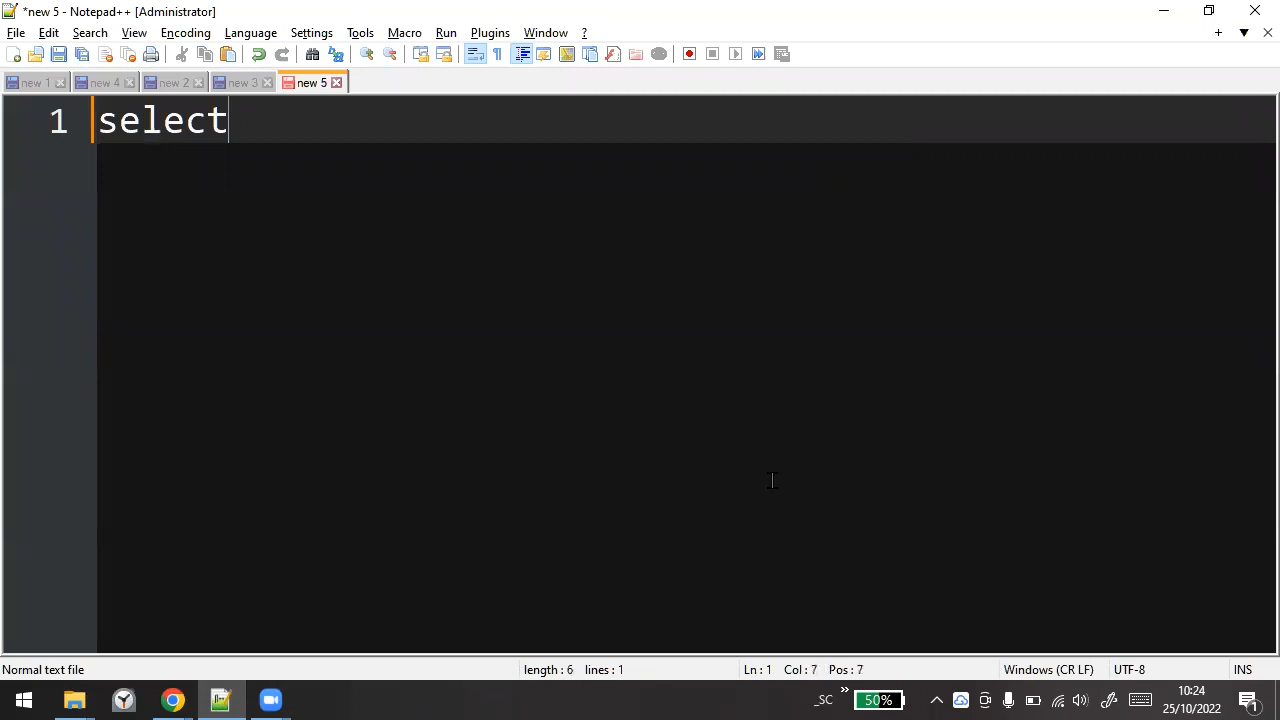 *new 5 - Notepad++ [Administrator]
File Edit Search View Encoding Language Settings Tools Macro Run Plugins Window ?
new 1 new 4 new 2 new 3 new 5
1 select
Normal text file length : 6 lines : 1 Ln : 1 Col : 7 Pos : 7 Windows (CR LF) UTF-8 INS
_SC 50% 10:24
25/10/2022 1